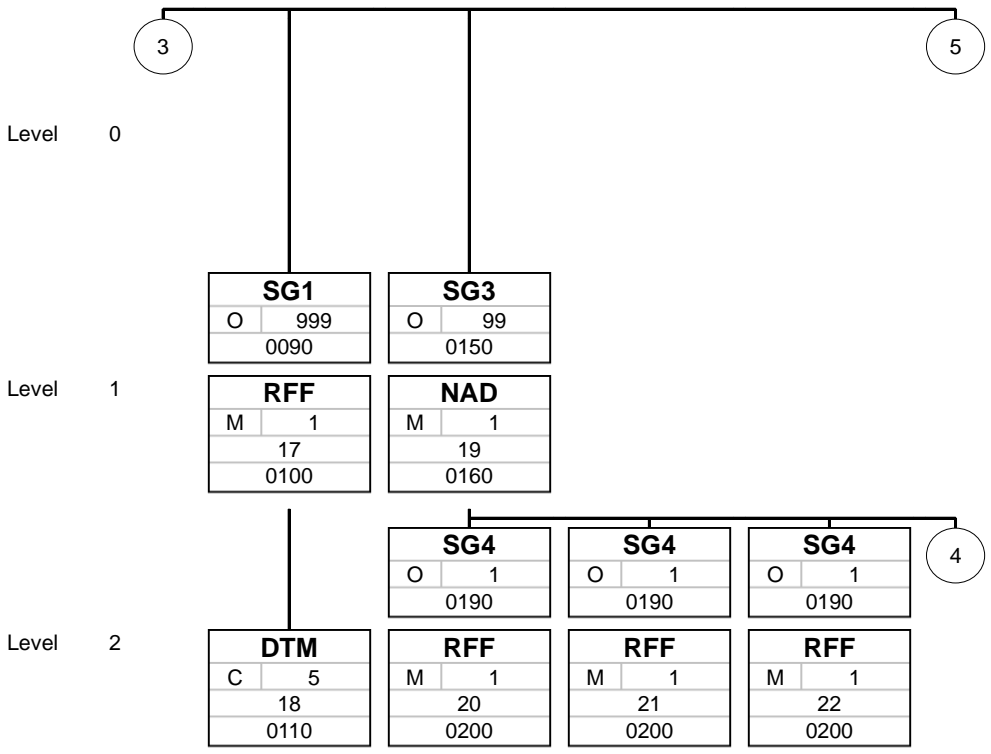 3 5
Level 0
SG1 SG3
O 999 O 99
0090 0150
Level 1 RFF NAD
M 1 M 1
17 19
0100 0160
SG4 SG4 SG4 4
O 1 O 1 O 1
0190 0190 0190
Level 2 DTM RFF RFF RFF
C 5 M 1 M 1 M 1
18 20 21 22
0110 0200 0200 0200